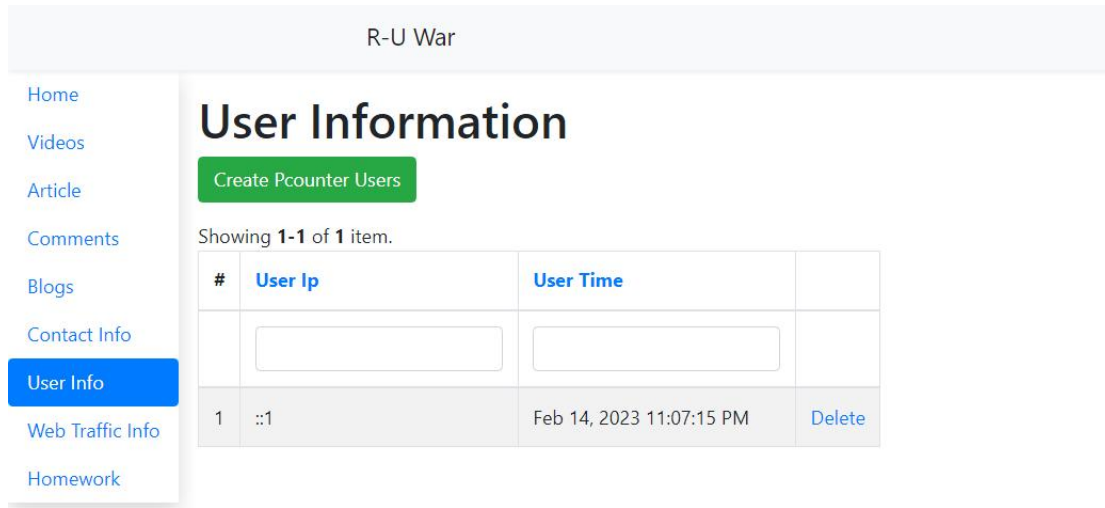 R-U War
Home
Videos
Article
Comments
Blogs
Contact Info
User Info
Web Traffic Info
Homework
User Information
Create Pcounter Users
Showing 1-1 of 1 item.
# User Ip User Time
1 ::1 Feb 14, 2023 11:07:15 PM Delete